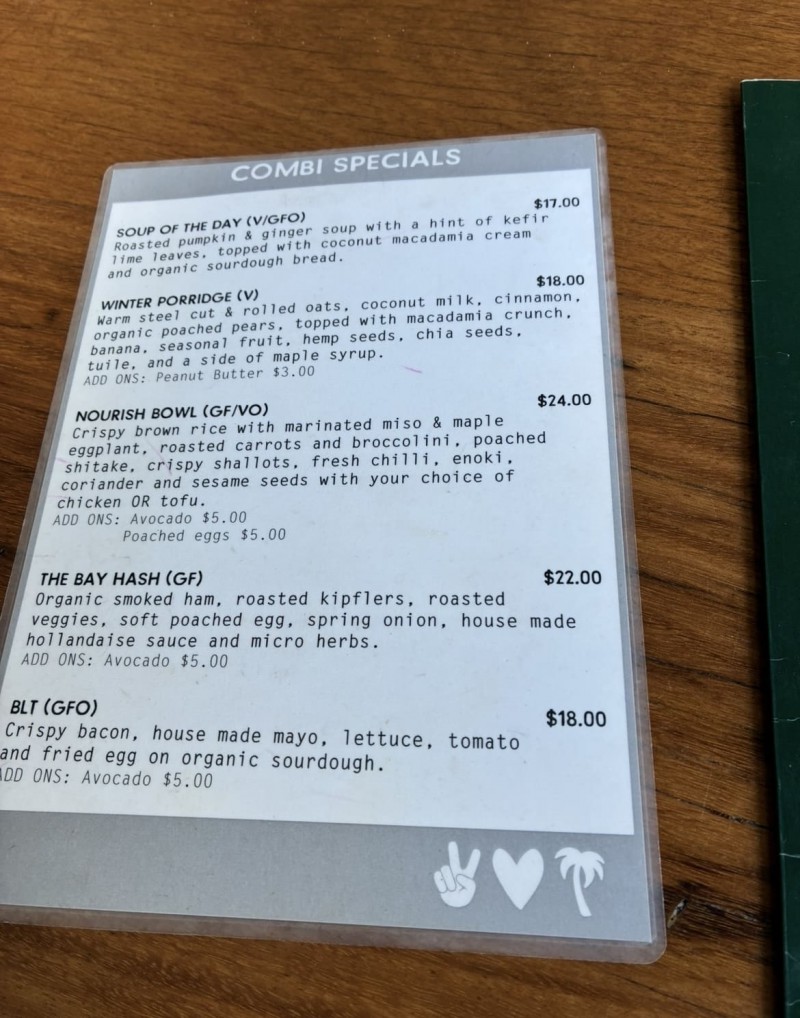 COMBI SPECIALS
SOUP OF THE DAY (V/GFO) $17.00
Roasted pumpkin & ginger soup with a hint of kefir
lime leaves, topped with coconut macadamia cream
and organic sourdough bread.
WINTER PORRIDGE (V) $18.00
Warm steel cut & rolled oats, coconut milk, cinnamon,
organic poached pears, topped with macadamia crunch,
banana, seasonal fruit, hemp seeds, chia seeds,
tuile, and a side of maple syrup.
ADD ONS: Peanut Butter $3.00
NOURISH BOWL (GF/VO) $24.00
Crispy brown rice with marinated miso & maple
eggplant, roasted carrots and broccolini, poached
shitake, crispy shallots, fresh chilli, enoki,
coriander and sesame seeds with your choice of
chicken OR tofu.
ADD ONS: Avocado $5.00
Poached eggs $5.00
THE BAY HASH (GF) $22.00
Organic smoked ham, roasted kipflers, roasted
veggies, soft poached egg, spring onion, house made
hollandaise sauce and micro herbs.
ADD ONS: Avocado $5.00
BLT (GFO) $18.00
Crispy bacon, house made mayo, lettuce, tomato
and fried egg on organic sourdough.
ADD ONS: Avocado $5.00